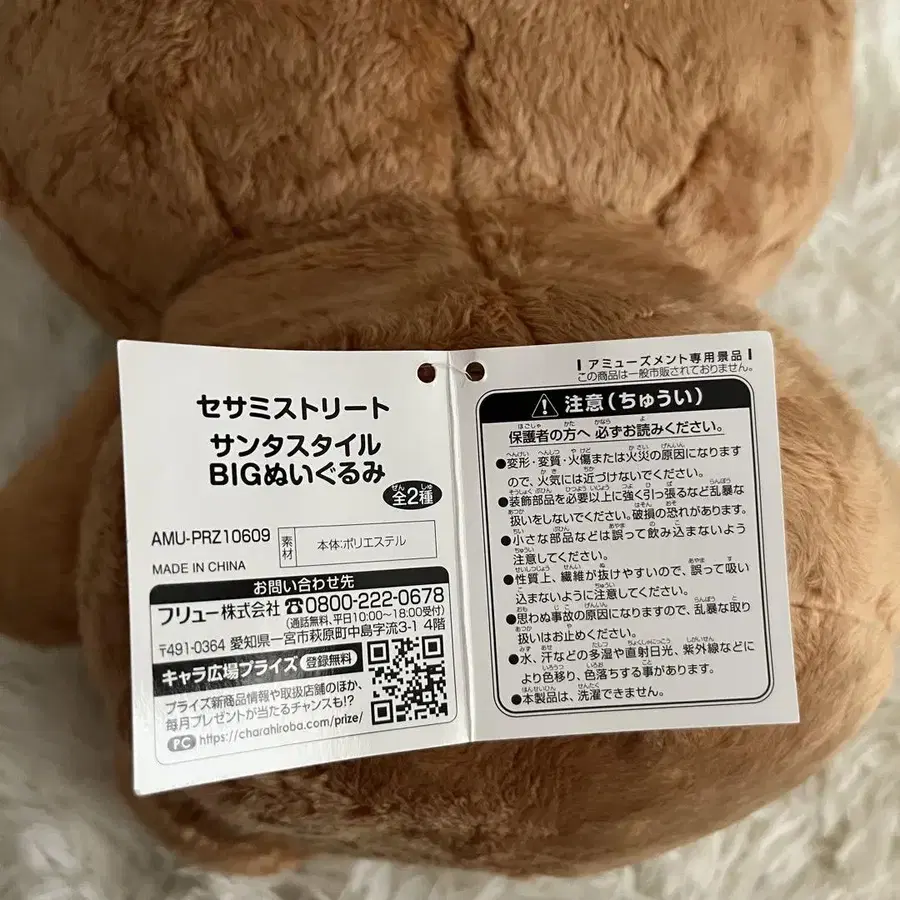 セサミストリート
サンタスタイル
BIGぬいぐるみ
全2種
AMU-PRZ10609
素材
本体:ポリエステル
MADE IN CHINA
お問い合わせ先
フリュー株式会社 ☎0800-222-0678
(通話無料、平日10:00~18:00受付)
〒491-0364 愛知県一宮市萩原町中島字流3-1 4階
キャラ広場プライズ 登録無料
プライズ新商品情報や取扱店舗のほか、
毎月プレゼントが当たるチャンスも!?
PC https://charahiroba.com/prize/
アミューズメント専用景品
この商品は一般市販されておりません。
注意(ちゅうい)
保護者の方へ 必ずお読みください。
●変形・変質・火傷または火災の原因になります
ので、火気には近づけないでください。
●装飾部品を必要以上に強く引っ張るなど乱暴な
扱いをしないでください。破損の恐れがあります。
●小さな部品などは誤って飲み込まないよう
注意してください。
●性質上、繊維が抜けやすいので、誤って吸い
込まないように注意してください。
●思わぬ事故の原因になりますので、乱暴な取り
扱いはお止めください。
●水、汗などの多湿や直射日光、紫外線などに
より色移り、色落ちする事があります。
●本製品は、洗濯できません。